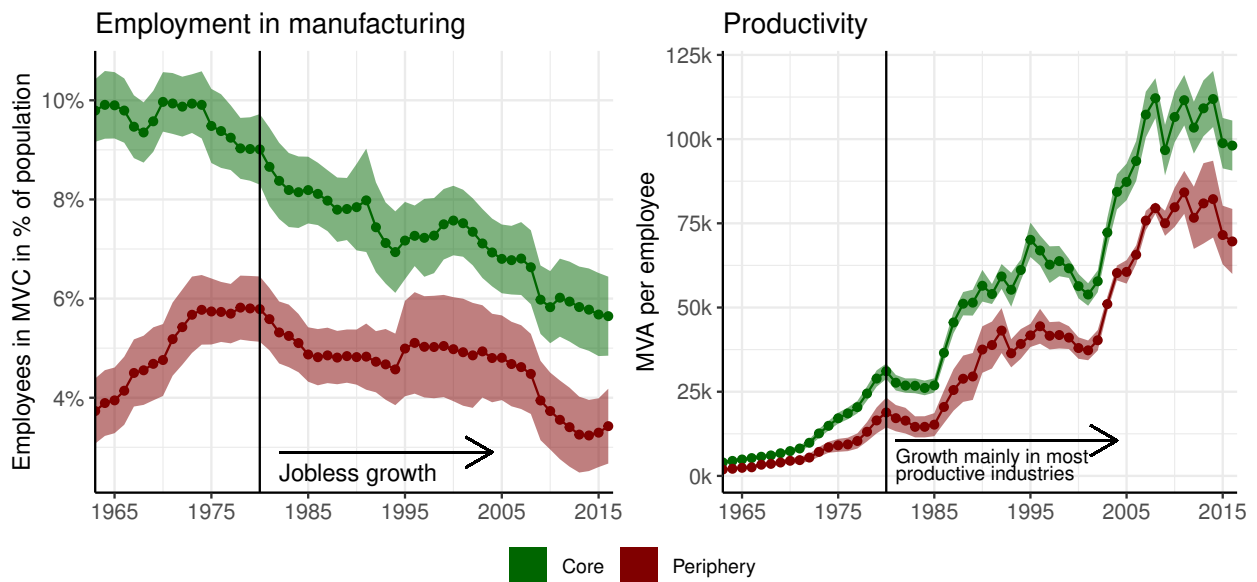 Employment in manufacturing
Employees in MVC in % of population
10%
8%
6%
4%
Jobless growth
1965
1975
1985
1995
2005
2015
Productivity
MVA per employee
125k
100k
75k
50k
25k
0k
Growth mainly in most
productive industries
1965
1975
1985
1995
2005
2015
Core
Periphery